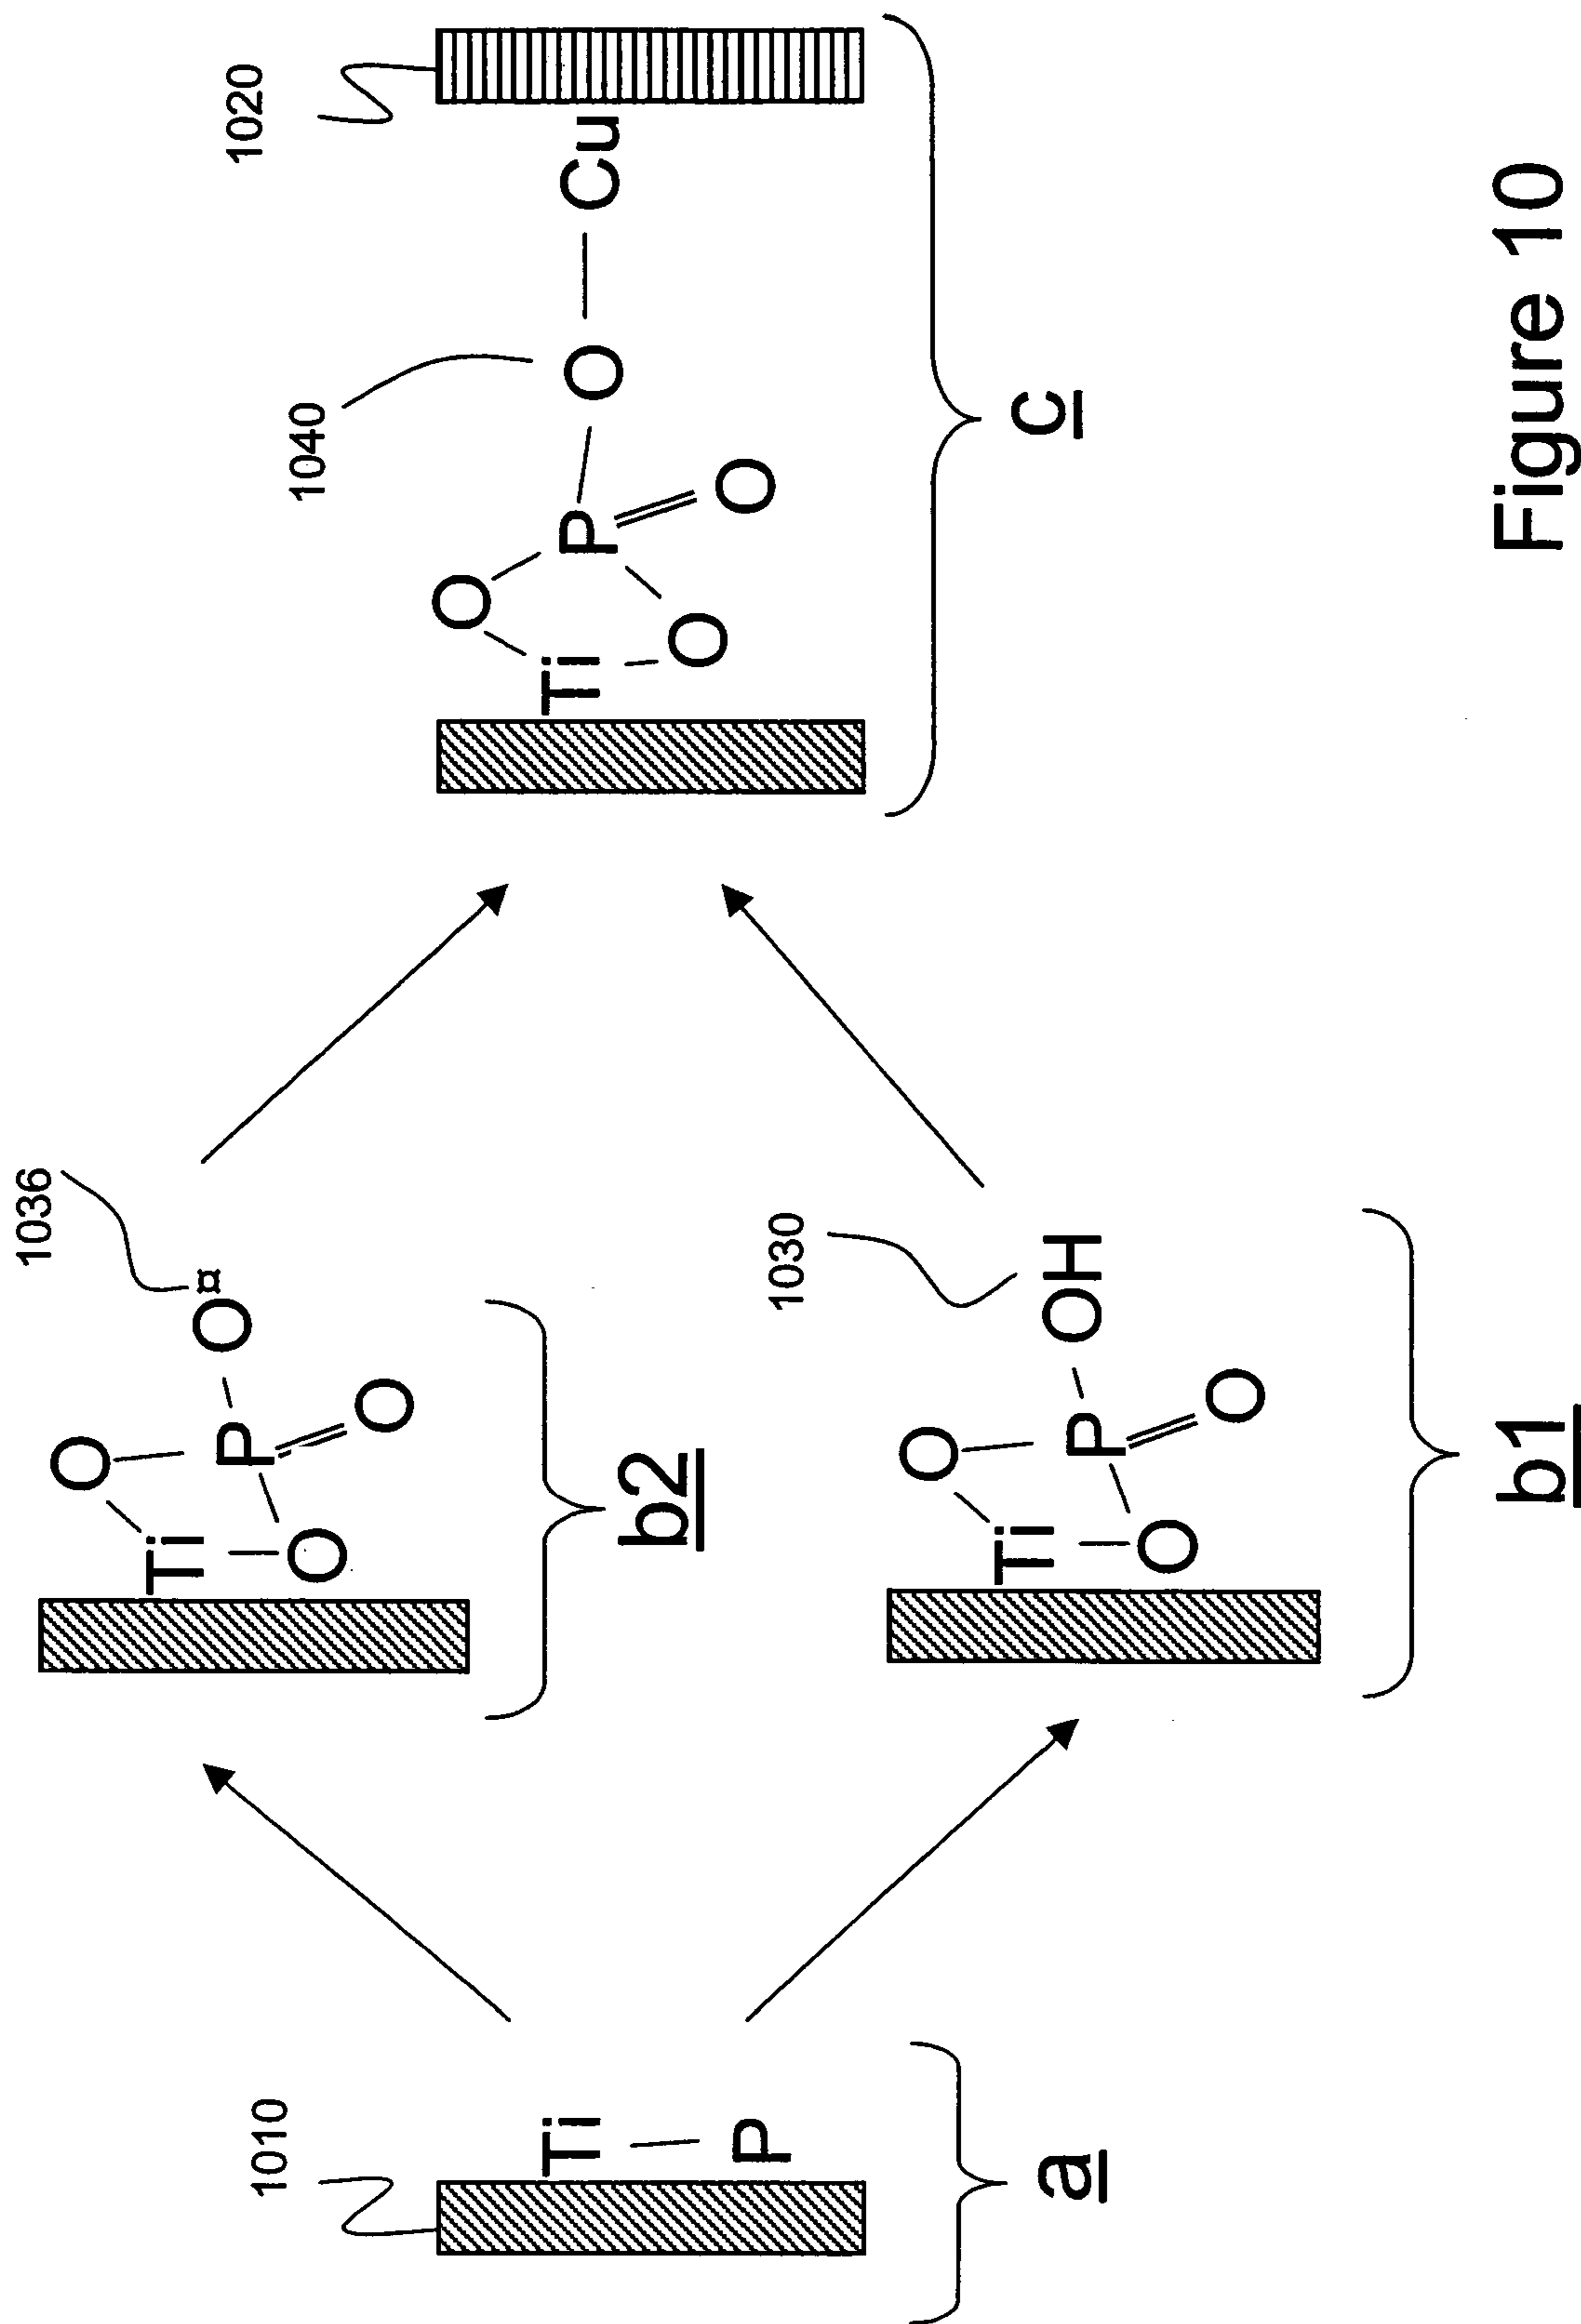 1010
Ti
P
a
1036
O
Ti P O¤
O O
b2
1030
O
Ti P OH
O O
b1
1020
1040
O
Ti P O Cu
O O
c
Figure 10